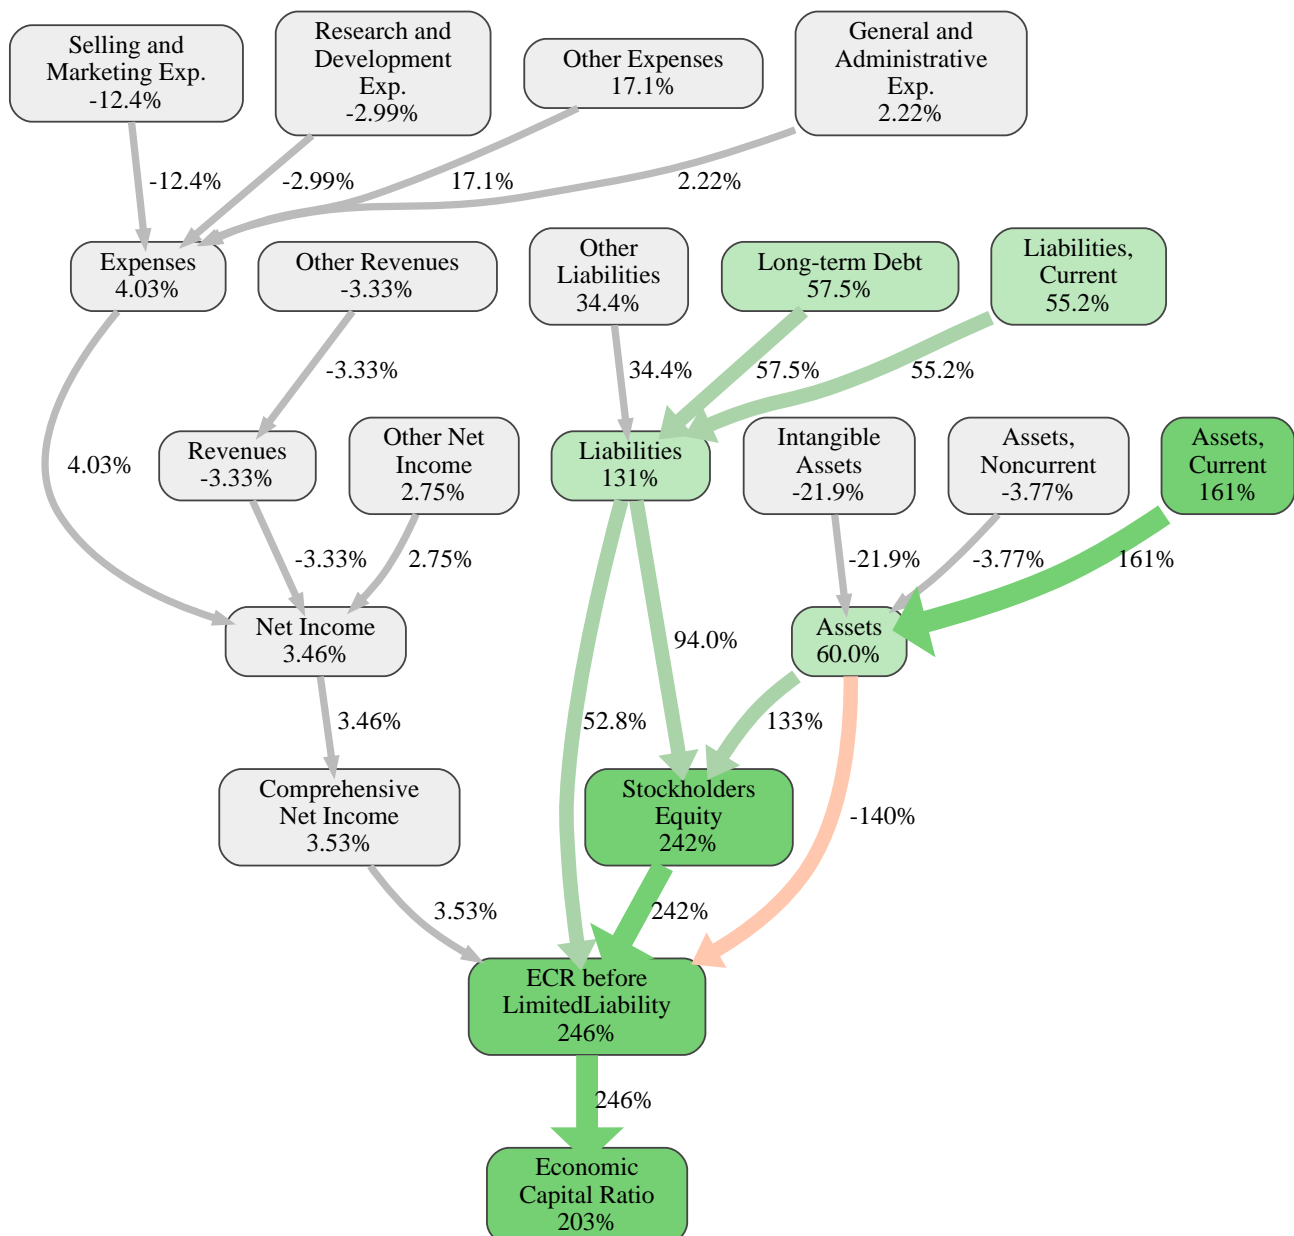 Selling and
Marketing Exp.
-12.4%
Research and
Development
Exp.
-2.99%
Other Expenses
17.1%
General and
Administrative
Exp.
2.22%
-12.4%
-2.99%
17.1%
2.22%
Expenses
4.03%
Other Revenues
-3.33%
Other
Liabilities
34.4%
Long-term Debt
57.5%
Liabilities,
Current
55.2%
-3.33%
34.4%
57.5%
55.2%
4.03%
Revenues
-3.33%
Other Net
Income
2.75%
Liabilities
131%
Intangible
Assets
-21.9%
Assets,
Noncurrent
-3.77%
Assets,
Current
161%
-3.33%
2.75%
-21.9%
-3.77%
161%
Net Income
3.46%
94.0%
Assets
60.0%
3.46%
52.8%
133%
Comprehensive
Net Income
3.53%
Stockholders
Equity
242%
-140%
3.53%
242%
ECR before
LimitedLiability
246%
246%
Economic
Capital Ratio
203%